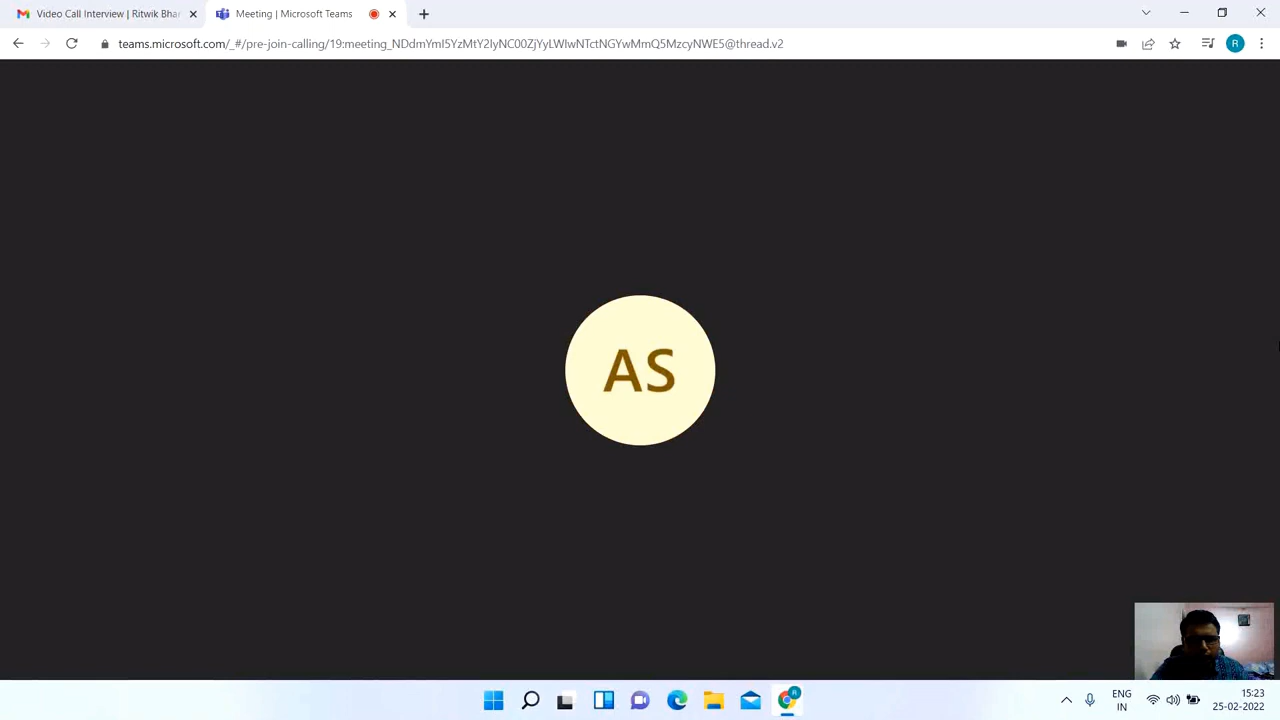 Video Call Interview | Ritwik Bhar
Meeting | Microsoft Teams
teams.microsoft.com/_#/pre-join-calling/19:meeting_NDdmYmI5YzMtY2IyNC00ZjYyLWIwNTctNGYwMmQ5MzcyNWE5@thread.v2
R
AS
R
ENG
IN
15:23
25-02-2022